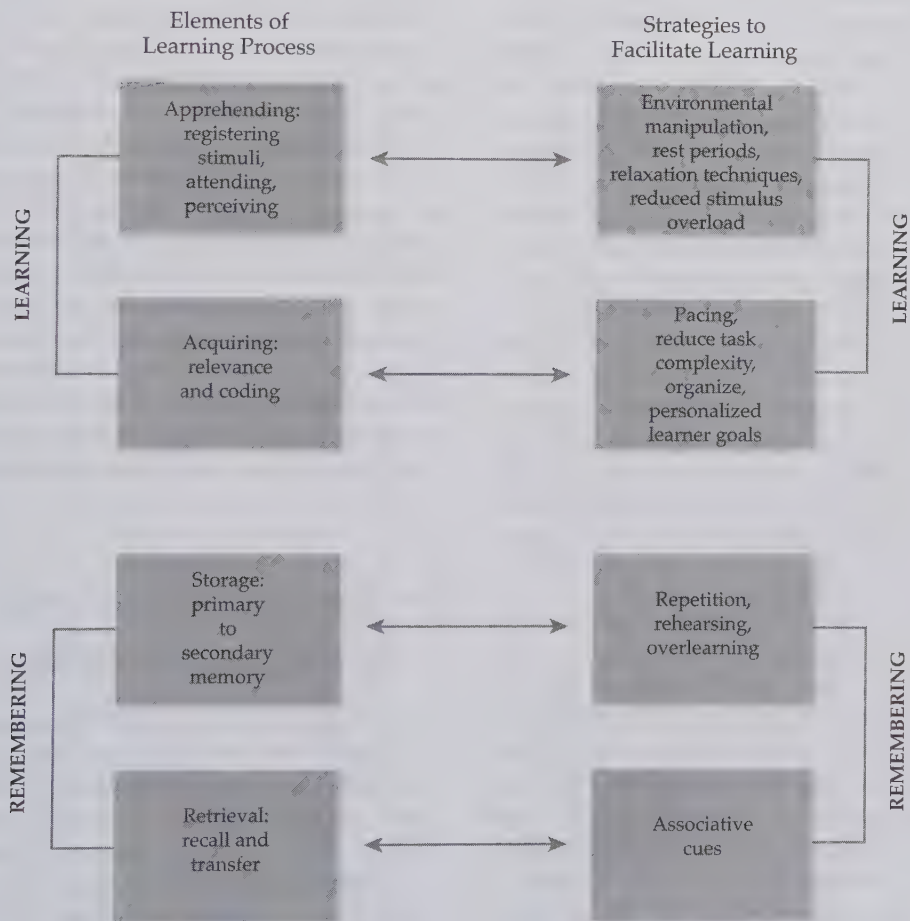 Elements of
Learning Process
Strategies to
Facilitate Learning
LEARNING
Apprehending:
registering
stimuli,
attending,
perceiving
Environmental
manipulation,
rest periods,
relaxation techniques,
reduced stimulus
overload
LEARNING
Acquiring:
relevance
and coding
Pacing,
reduce task
complexity,
organize,
personalized
learner goals
REMEMBERING
Storage:
primary
to
secondary
memory
Repetition,
rehearsing,
overlearning
REMEMBERING
Retrieval:
recall and
transfer
Associative
cues